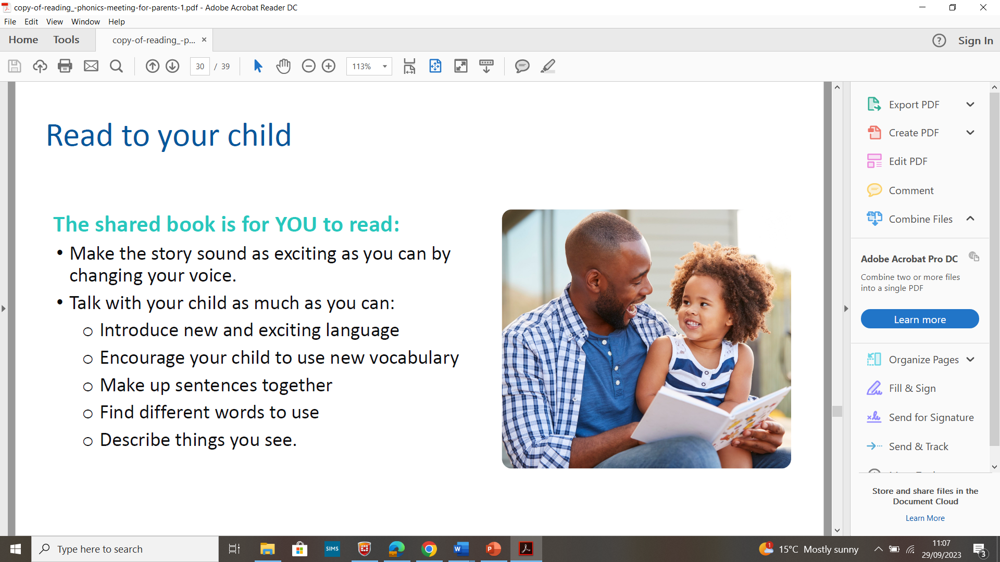 copy-of-reading_-phonics-meeting-for-parents-1.pdf - Adobe Acrobat Reader DC
File Edit View Window Help
Home Tools copy-of-reading_-p... × ? Sign In
30 / 39 113%
Read to your child
The shared book is for YOU to read:
• Make the story sound as exciting as you can by
changing your voice.
• Talk with your child as much as you can:
o Introduce new and exciting language
o Encourage your child to use new vocabulary
o Make up sentences together
o Find different words to use
o Describe things you see.
Export PDF
Create PDF
Edit PDF
Comment
Combine Files
Adobe Acrobat Pro DC
Combine two or more files
into a single PDF
Learn more
Organize Pages
Fill & Sign
Send for Signature
Send & Track
Store and share files in the
Document Cloud
Learn More
Type here to search
SIMS
W
P
1
15°C Mostly sunny
11:07
29/09/2023
3